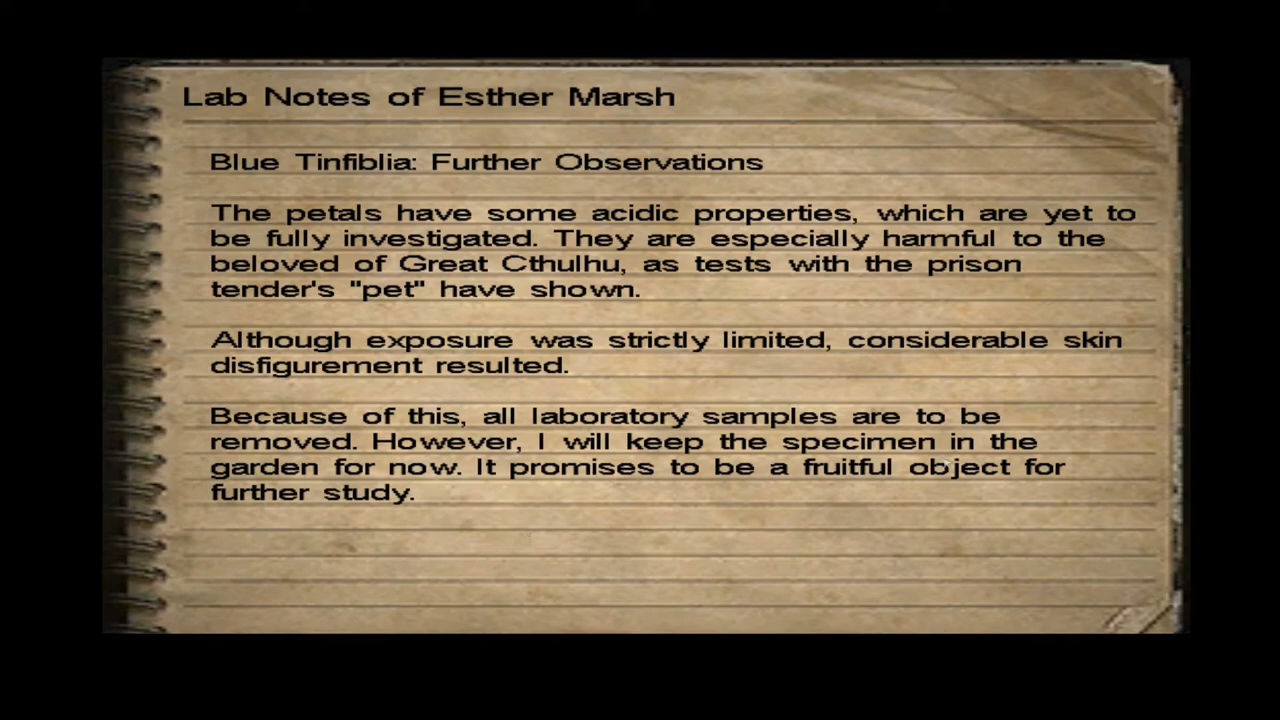 Lab Notes of Esther Marsh
Blue Tinfiblia: Further Observations
The petals have some acidic properties, which are yet to
be fully investigated. They are especially harmful to the
beloved of Great Cthulhu, as tests with the prison
tender's "pet" have shown.
Although exposure was strictly limited, considerable skin
disfigurement resulted.
Because of this, all laboratory samples are to be
removed. However, I will keep the specimen in the
garden for now. It promises to be a fruitful object for
further study.